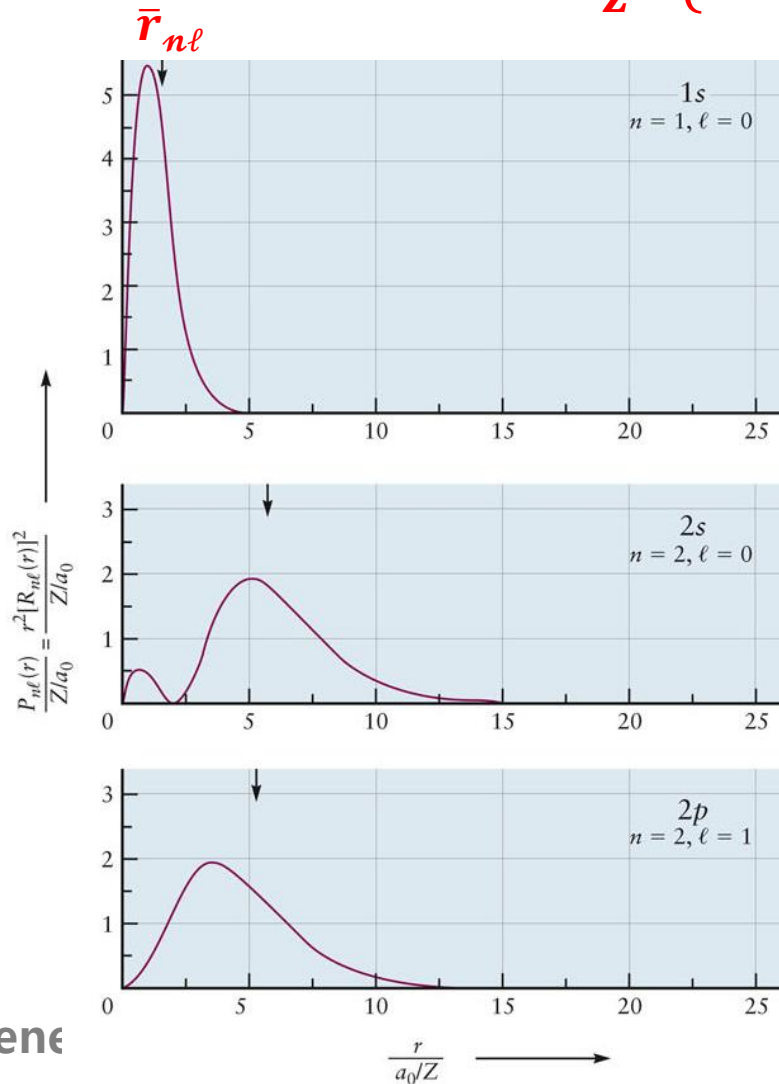 Z (
r̄nℓ
5
4
3
2
1
0 5 10 15 20 25
1s
n = 1, ℓ = 0
3
2
1
0 5 10 15 20 25
2s
n = 2, ℓ = 0
3
2
1
0 5 10 15 20 25
2p
n = 2, ℓ = 1
Pnℓ(r) / Z/a0 = r²[Rnℓ(r)]² / Z/a0
r / a0/Z